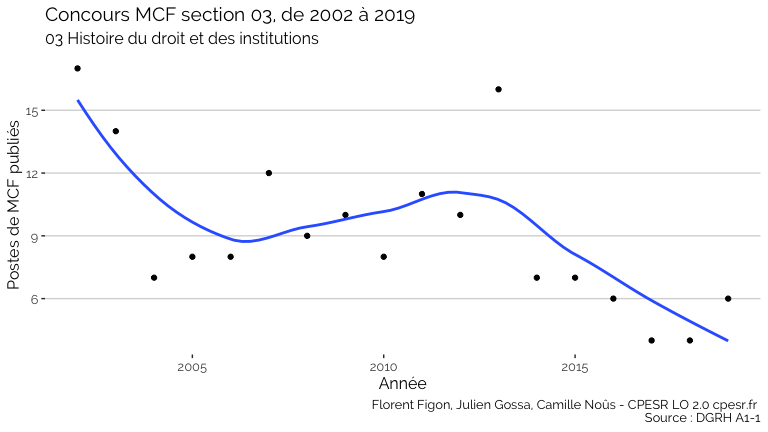 Concours MCF section 03, de 2002 à 2019
03 Histoire du droit et des institutions
Postes de MCF publiés
15
12
9
6
2005
2010
2015
Année
Florent Figon, Julien Gossa, Camille Noûs - CPESR LO 2.0 cpesr.fr
Source : DGRH A1-1